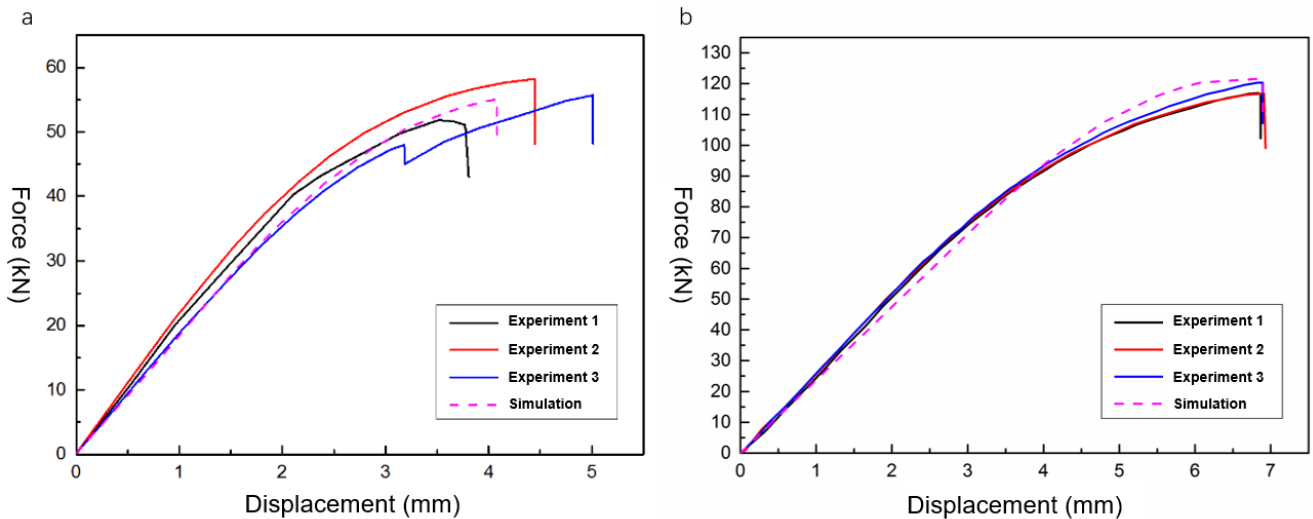 a
Force (kN)
60
50
40
30
20
10
0
0 1 2 3 4 5
Displacement (mm)
Experiment 1
Experiment 2
Experiment 3
Simulation
b
Force (kN)
130
120
110
100
90
80
70
60
50
40
30
20
10
0
0 1 2 3 4 5 6 7
Displacement (mm)
Experiment 1
Experiment 2
Experiment 3
Simulation